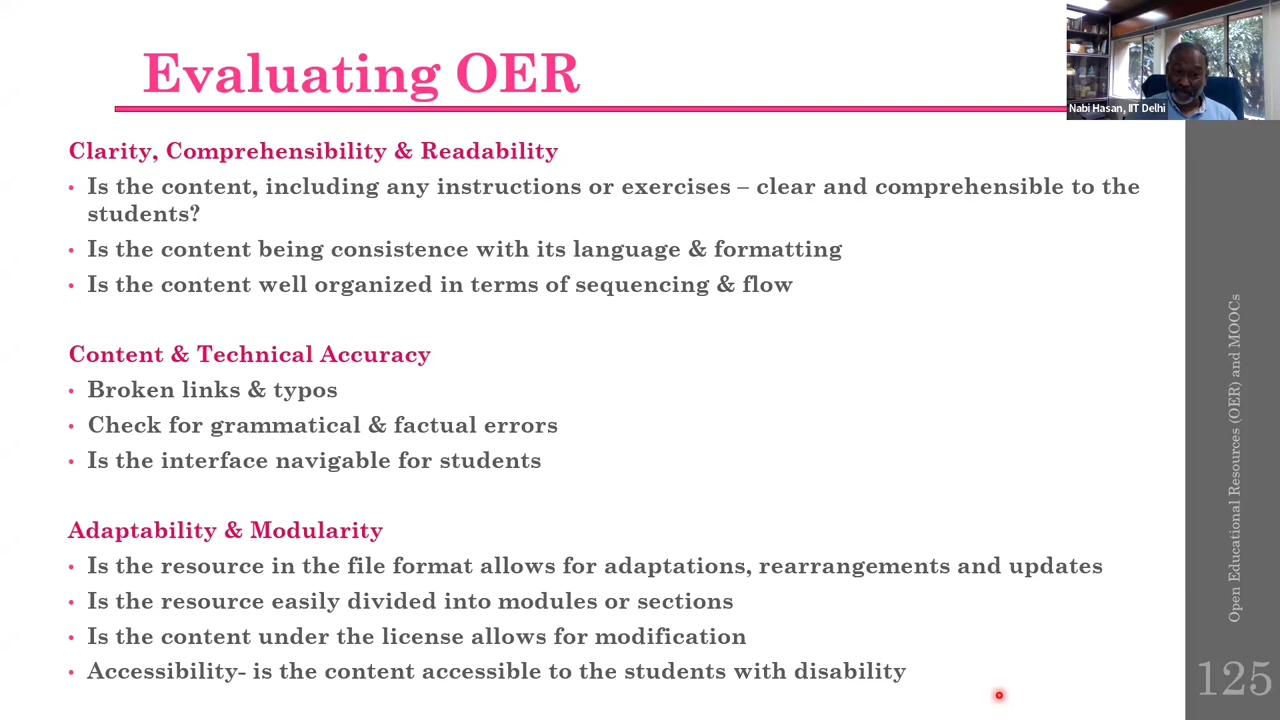 Evaluating OER
Nabi Hasan, IIT Delhi
Clarity, Comprehensibility & Readability
• Is the content, including any instructions or exercises – clear and comprehensible to the
students?
• Is the content being consistence with its language & formatting
• Is the content well organized in terms of sequencing & flow
Content & Technical Accuracy
• Broken links & typos
• Check for grammatical & factual errors
• Is the interface navigable for students
Adaptability & Modularity
• Is the resource in the file format allows for adaptations, rearrangements and updates
• Is the resource easily divided into modules or sections
• Is the content under the license allows for modification
• Accessibility- is the content accessible to the students with disability
Open Educational Resources (OER) and MOOCs
125